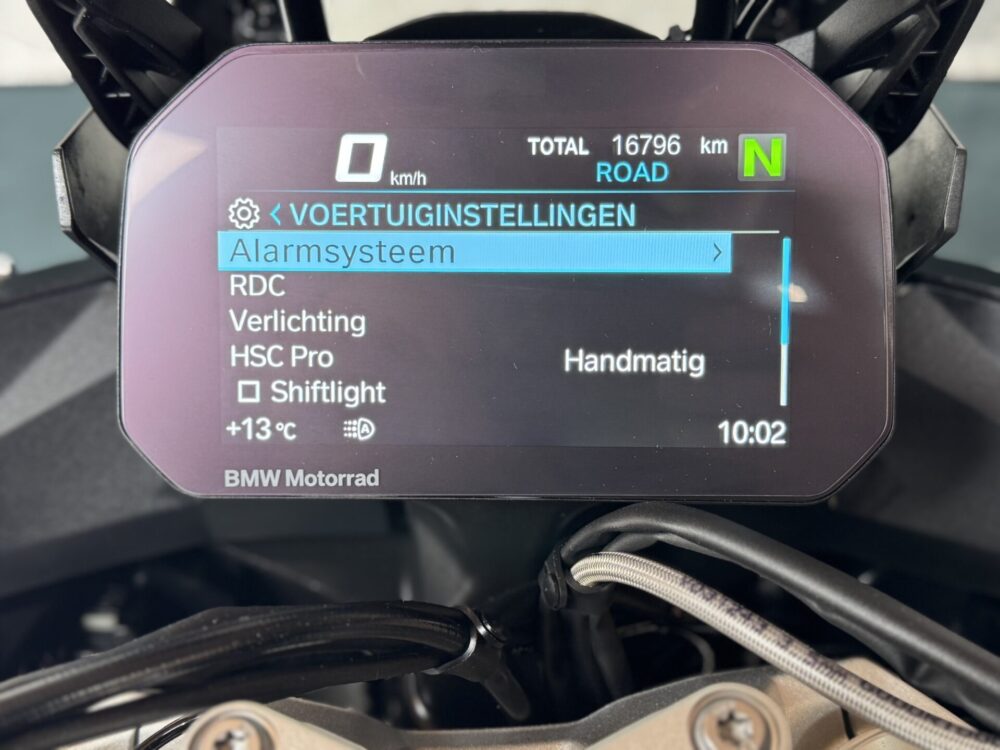 0 km/h
TOTAL 16796 km N
ROAD
VOERTUIGINSTELLINGEN
Alarmsysteem
RDC
Verlichting
HSC Pro Handmatig
Shiftlight
+13 °C A 10:02
BMW Motorrad